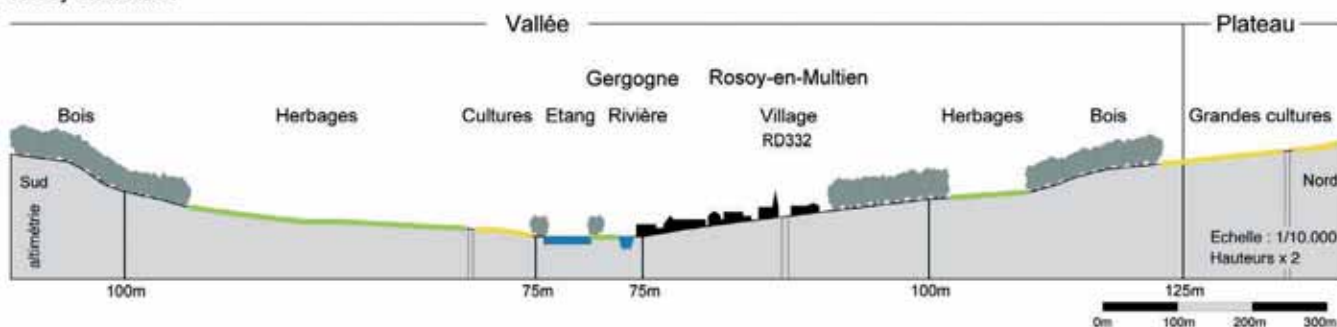 Vallée Plateau
Gergogne Rosoy-en-Multien
Bois Herbages Cultures Etang Rivière Village Herbages Bois Grandes cultures
RD332
Sud Nord
altimétrie
Echelle : 1/10.000
Hauteurs x 2
100m 75m 75m 100m 125m
0m 100m 200m 300m